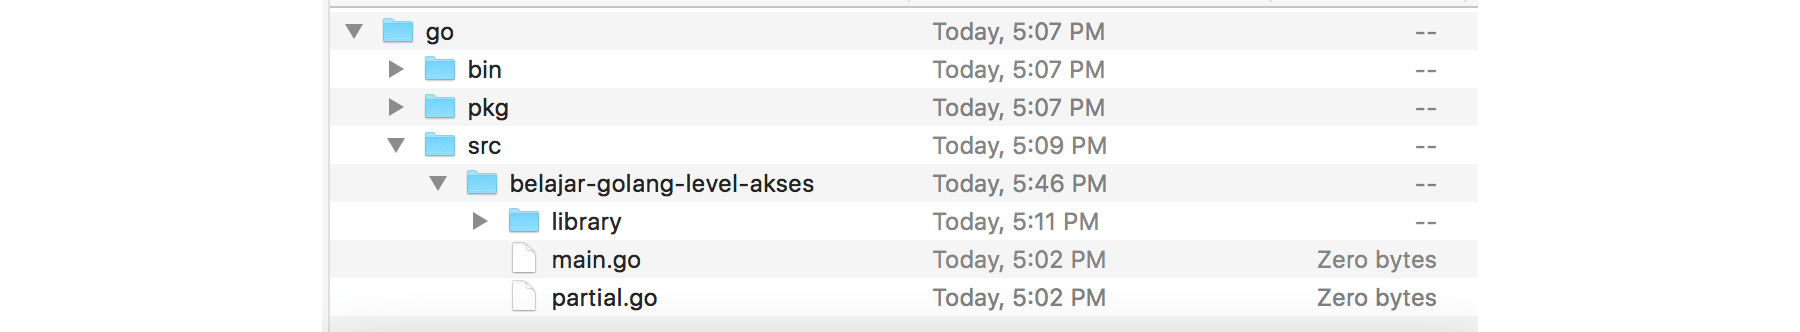 go Today, 5:07 PM --
bin Today, 5:07 PM --
pkg Today, 5:07 PM --
src Today, 5:09 PM --
belajar-golang-level-akses Today, 5:46 PM --
library Today, 5:11 PM --
main.go Today, 5:02 PM Zero bytes
partial.go Today, 5:02 PM Zero bytes